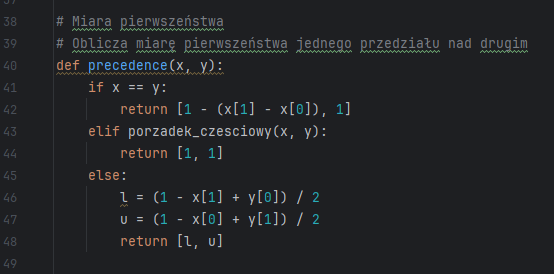 38 # Miara pierwszeństwa
39 # Oblicza miarę pierwszeństwa jednego przedziału nad drugim
40 def precedence(x, y):
41     if x == y:
42         return [1 - (x[1] - x[0]), 1]
43     elif porzadek_czesciowy(x, y):
44         return [1, 1]
45     else:
46         l = (1 - x[1] + y[0]) / 2
47         u = (1 - x[0] + y[1]) / 2
48         return [l, u]
49